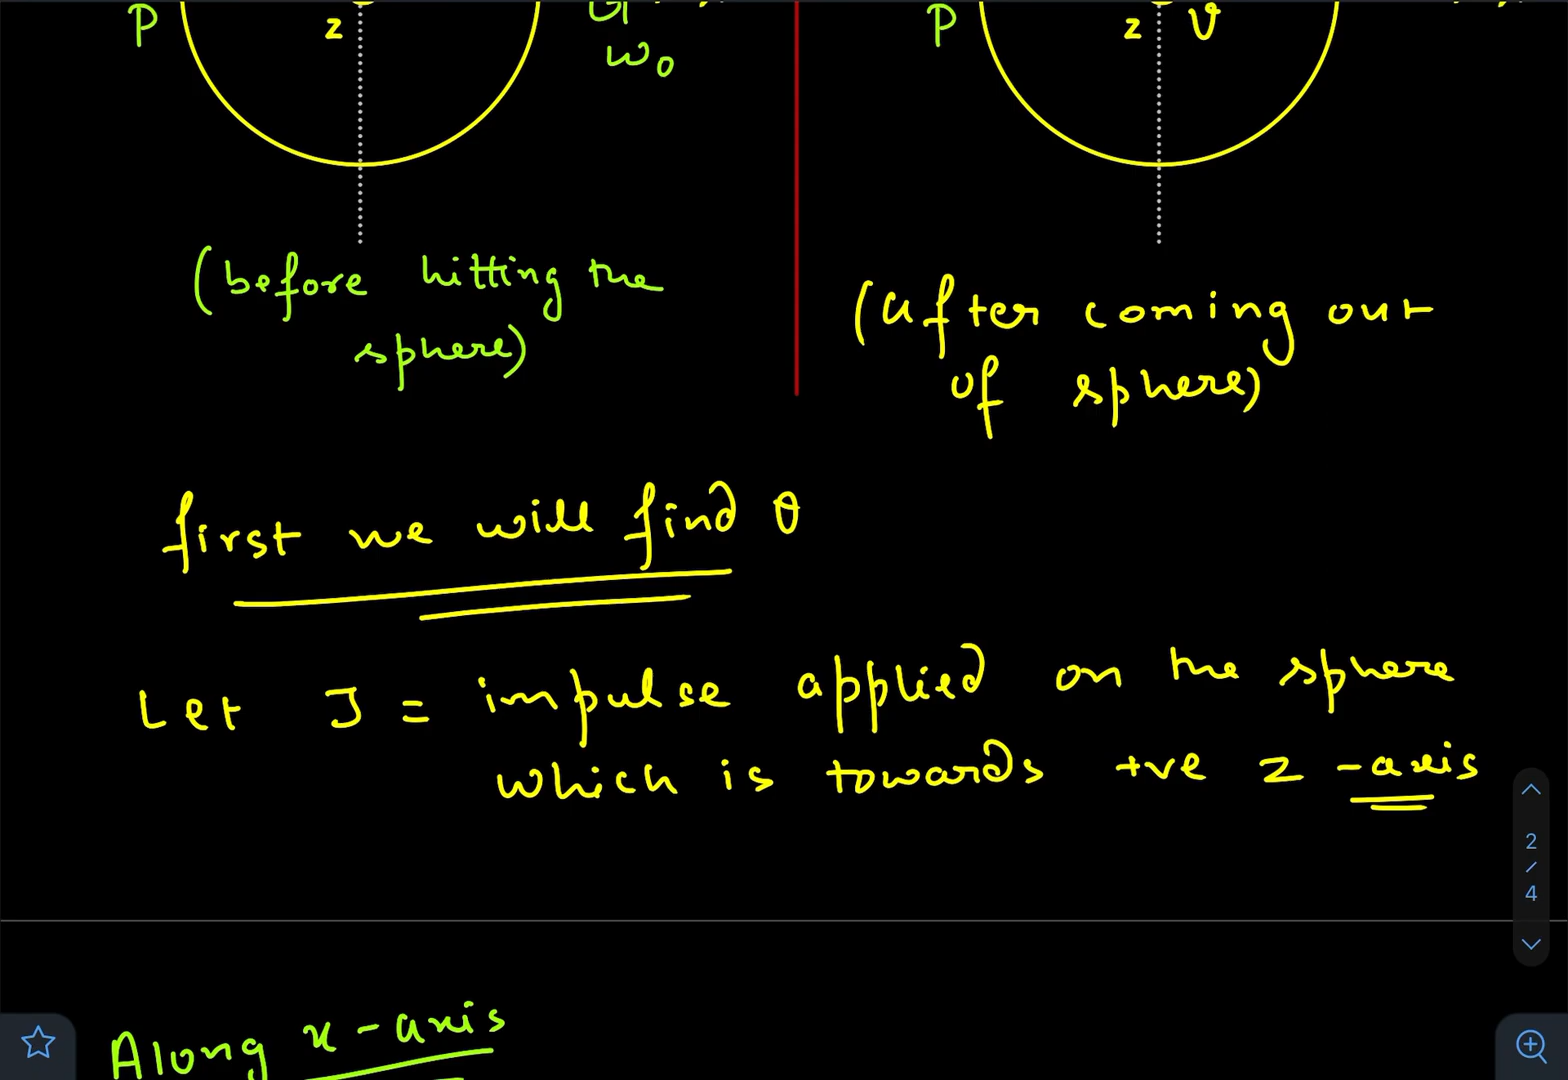 P z ω₀
P z v
(before hitting the
sphere)
(after coming out
of sphere)
first we will find θ
Let J = impulse applied on the sphere
which is towards +ve z-axis
2
/
4
Along x-axis